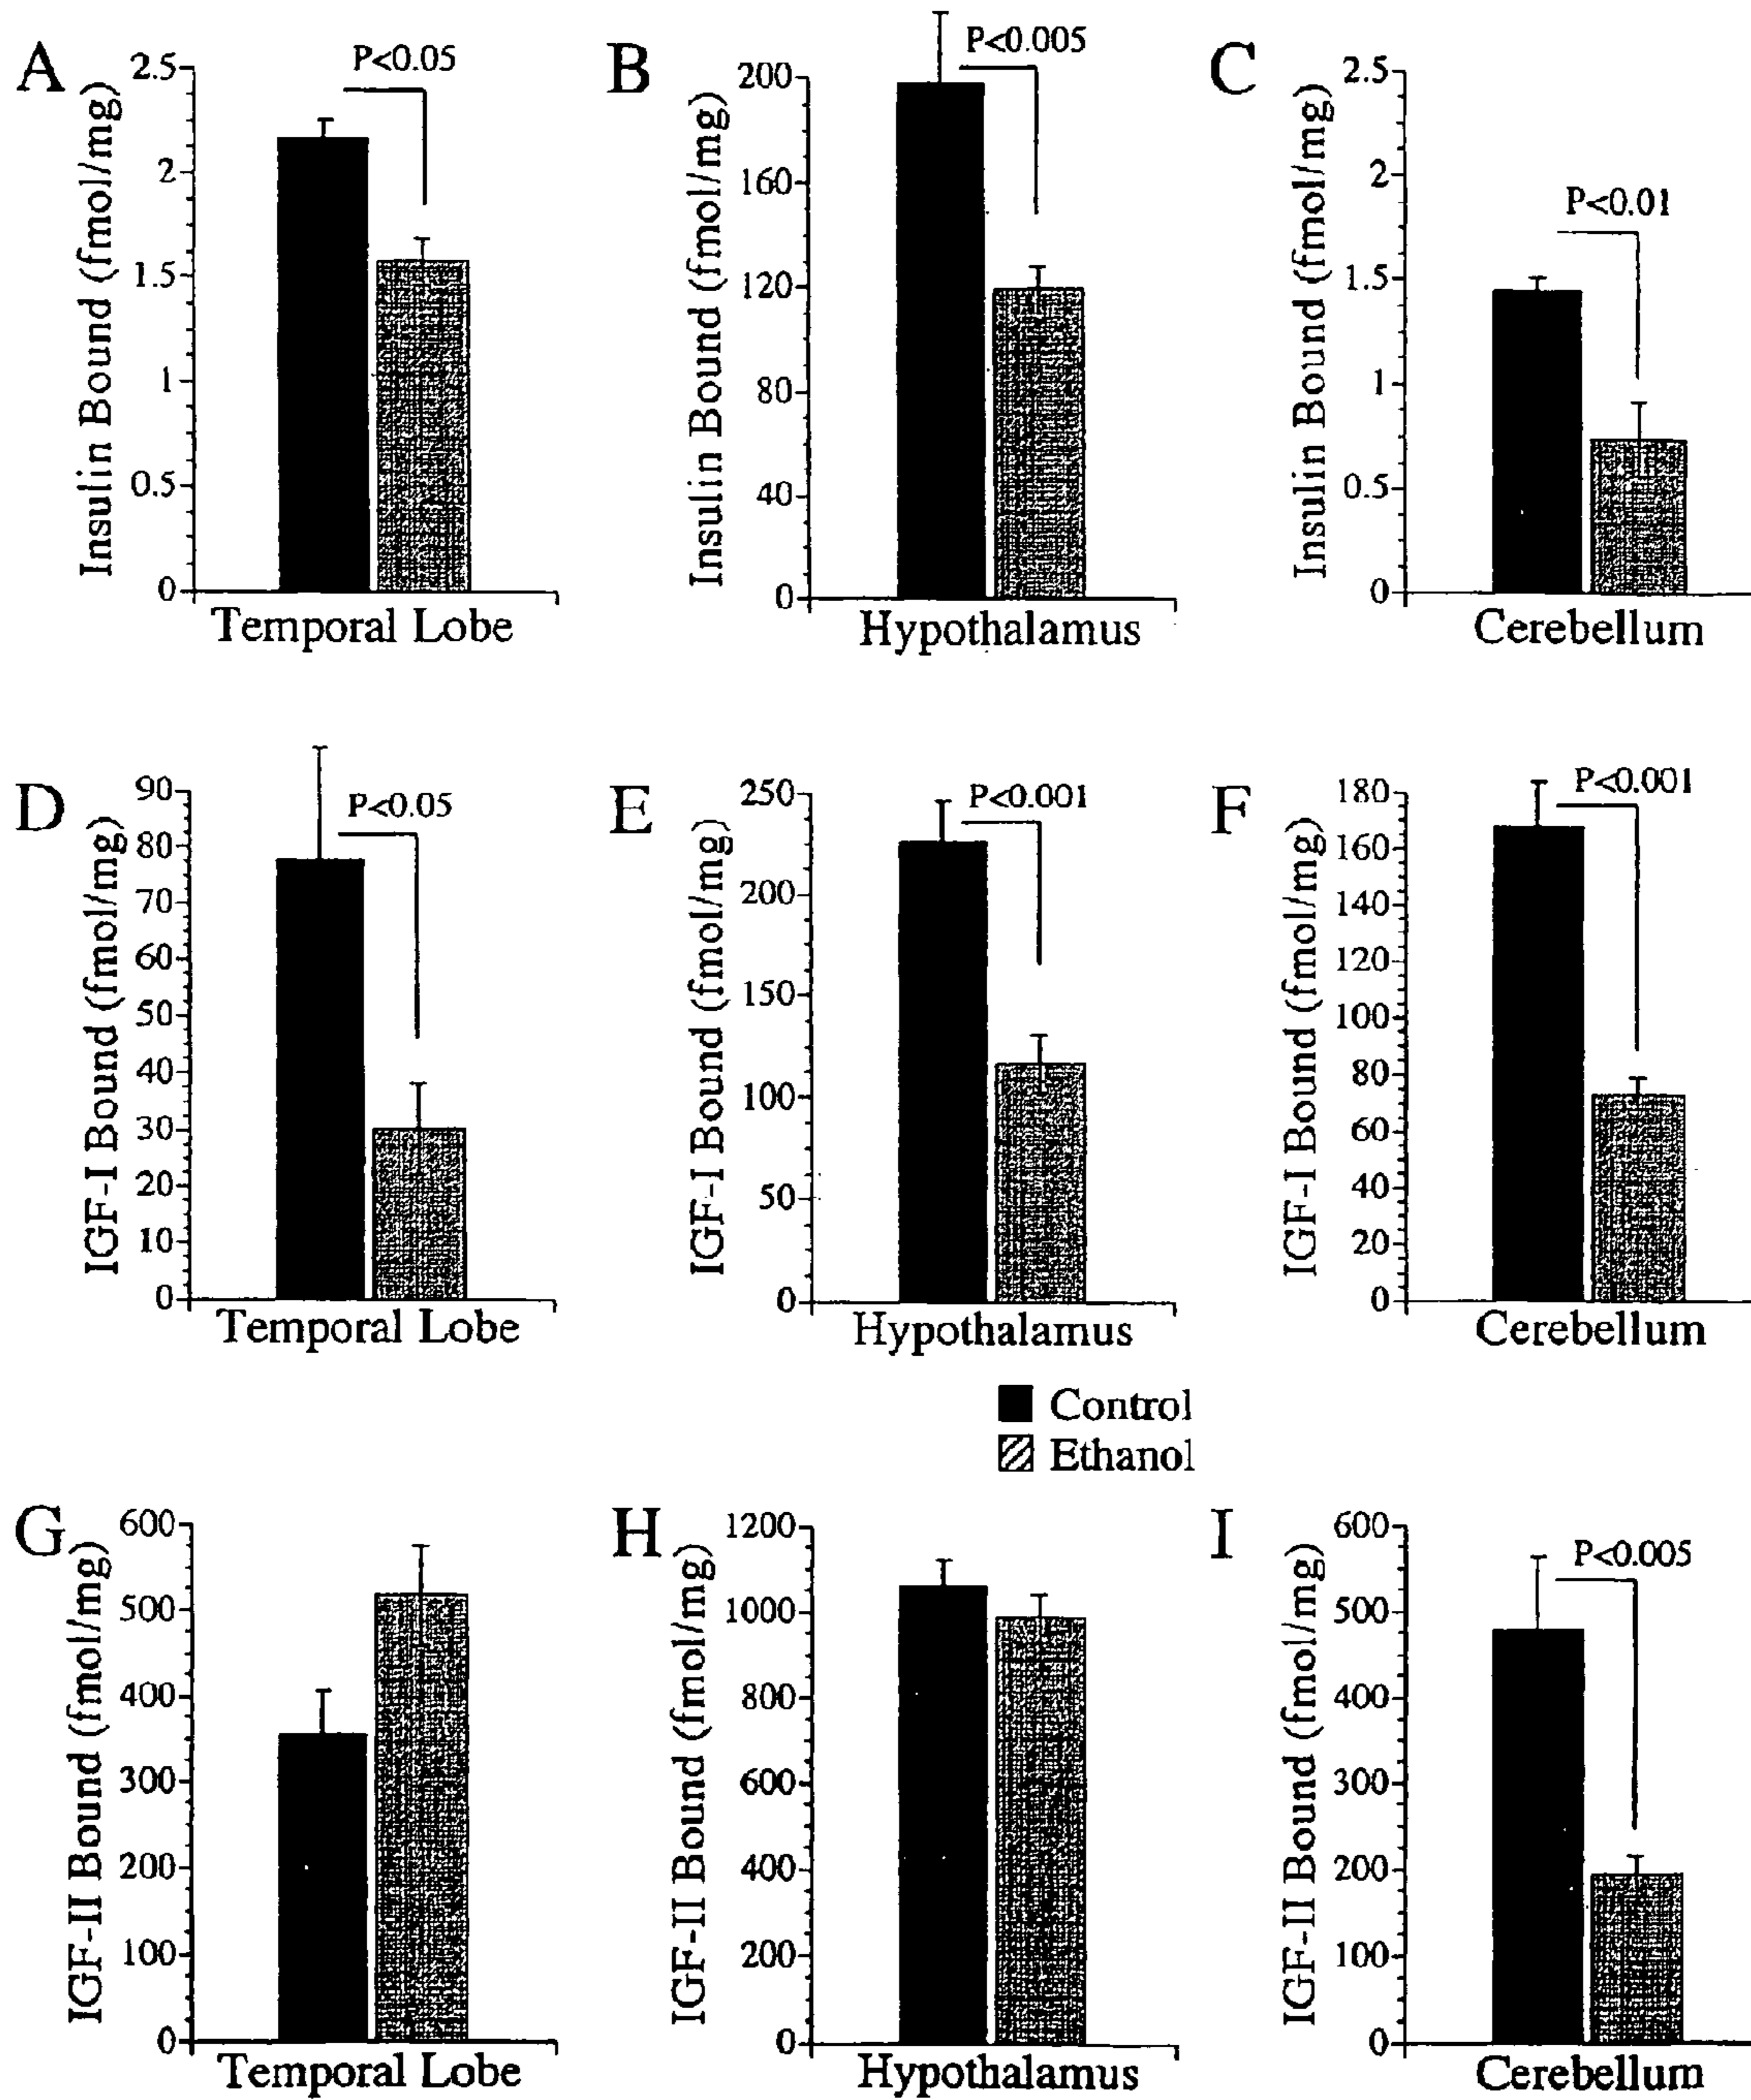 A
Insulin Bound (fmol/mg)
2.5
2
1.5
1
0.5
0
P<0.05
Temporal Lobe
B
Insulin Bound (fmol/mg)
200
160
120
80
40
0
P<0.005
Hypothalamus
C
Insulin Bound (fmol/mg)
2.5
2
1.5
1
0.5
0
P<0.01
Cerebellum
D
IGF-I Bound (fmol/mg)
90
80
70
60
50
40
30
20
10
0
P<0.05
Temporal Lobe
E
IGF-I Bound (fmol/mg)
250
200
150
100
50
0
P<0.001
Hypothalamus
F
IGF-I Bound (fmol/mg)
180
160
140
120
100
80
60
40
20
0
P<0.001
Cerebellum
Control
Ethanol
G
IGF-II Bound (fmol/mg)
600
500
400
300
200
100
0
Temporal Lobe
H
IGF-II Bound (fmol/mg)
1200
1000
800
600
400
200
0
Hypothalamus
I
IGF-II Bound (fmol/mg)
600
500
400
300
200
100
0
P<0.005
Cerebellum